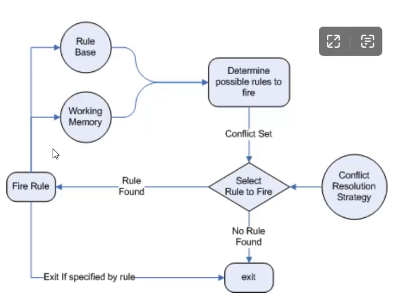 Rule
Base
Determine
possible rules to
fire
Working
Memory
Conflict Set
Fire Rule
Rule
Found
Select
Rule to Fire
Conflict
Resolution
Strategy
No Rule
Found
Exit If specified by rule
exit